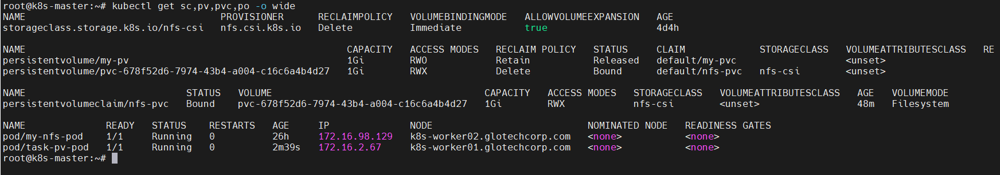 root@k8s-master:~# kubectl get sc,pv,pvc,po -o wide
NAME                                  PROVISIONER      RECLAIMPOLICY   VOLUMEBINDINGMODE   ALLOWVOLUMEEXPANSION   AGE
storageclass.storage.k8s.io/nfs-csi   nfs.csi.k8s.io   Delete          Immediate           true                   4d4h
NAME                                                        CAPACITY   ACCESS MODES   RECLAIM POLICY   STATUS     CLAIM             STORAGECLASS   VOLUMEATTRIBUTESCLASS   RE
persistentvolume/my-pv                                      1Gi        RWO            Retain           Released   default/my-pvc                   <unset>
persistentvolume/pvc-678f52d6-7974-43b4-a004-c16c6a4b4d27   1Gi        RWX            Delete           Bound      default/nfs-pvc   nfs-csi        <unset>
NAME                            STATUS   VOLUME                                     CAPACITY   ACCESS MODES   STORAGECLASS   VOLUMEATTRIBUTESCLASS   AGE   VOLUMEMODE
persistentvolumeclaim/nfs-pvc   Bound    pvc-678f52d6-7974-43b4-a004-c16c6a4b4d27   1Gi        RWX            nfs-csi        <unset>                 48m   Filesystem
NAME              READY   STATUS    RESTARTS   AGE     IP              NODE                           NOMINATED NODE   READINESS GATES
pod/my-nfs-pod    1/1     Running   0          26h     172.16.98.129   k8s-worker02.glotechcorp.com   <none>           <none>
pod/task-pv-pod   1/1     Running   0          2m39s   172.16.2.67     k8s-worker01.glotechcorp.com   <none>           <none>
root@k8s-master:~#